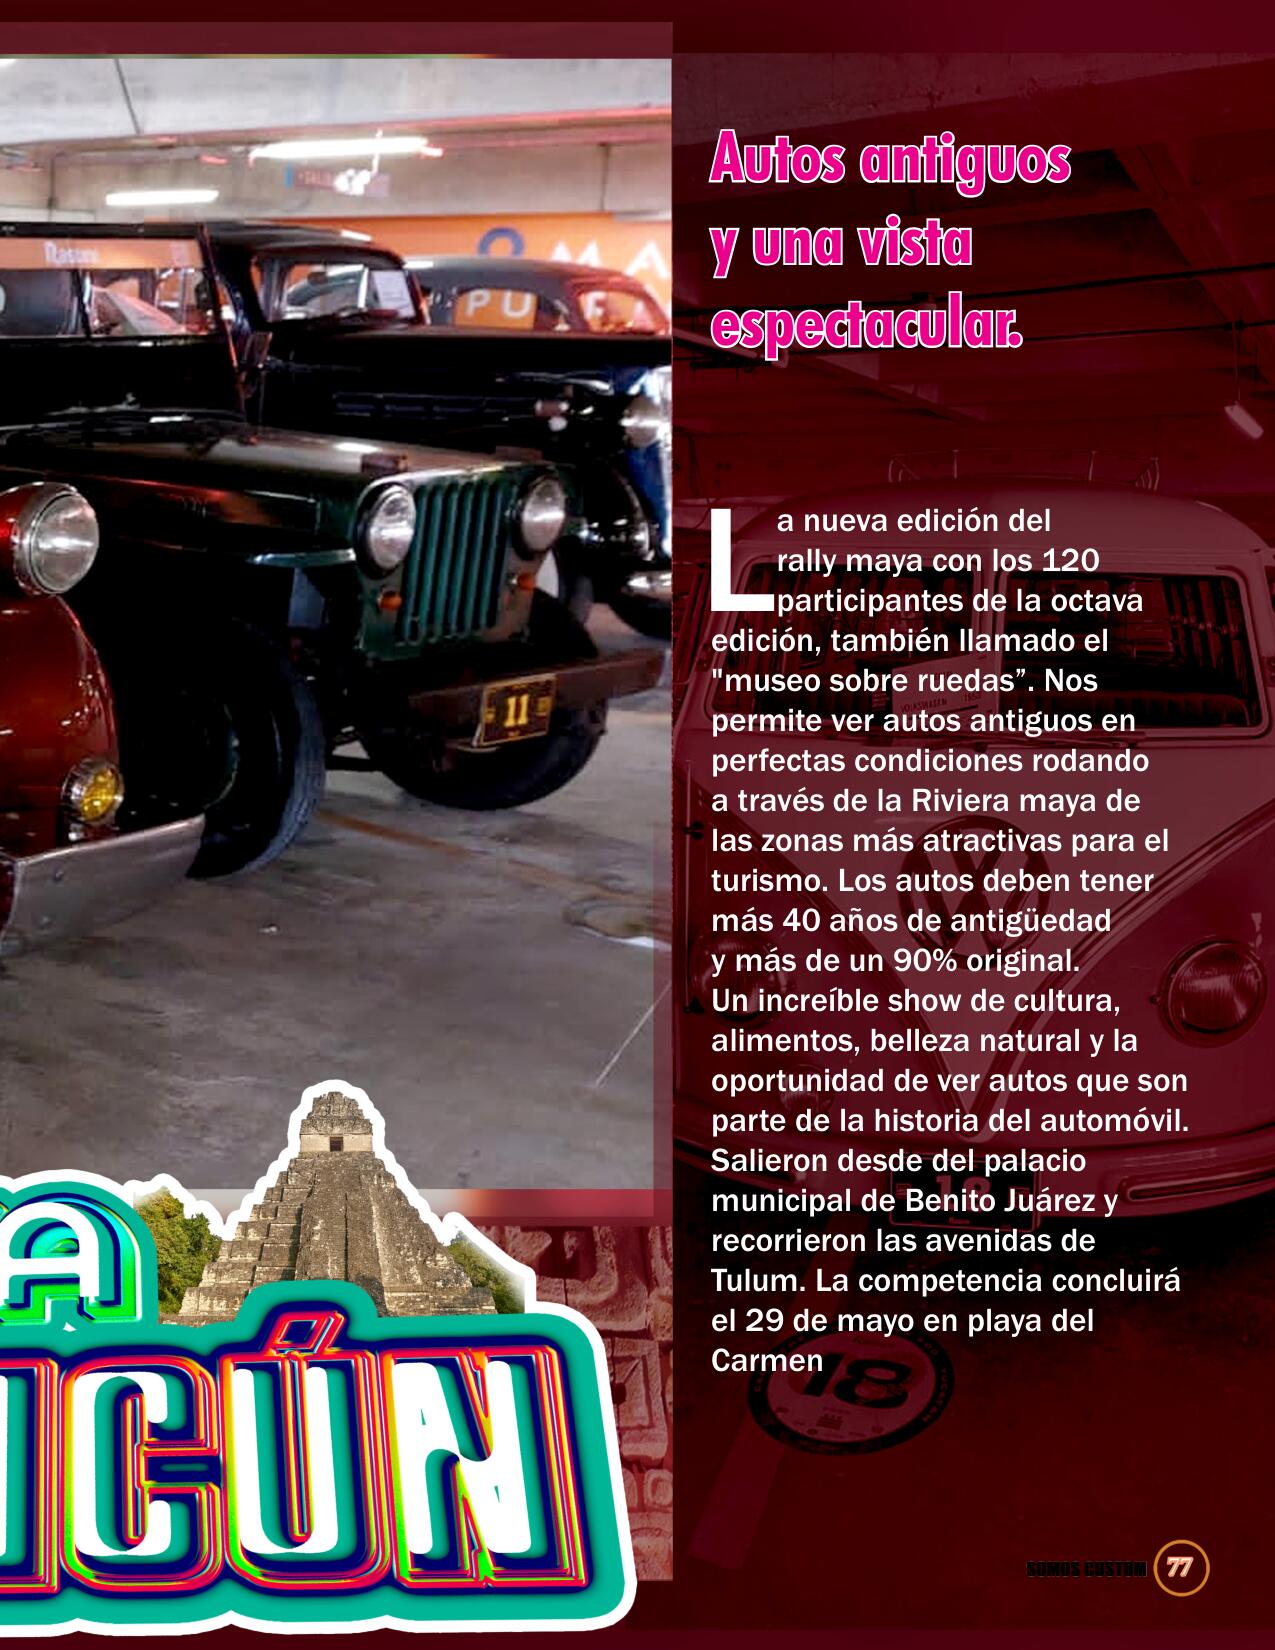 Autos antiguos
y una vista
espectacular.
La nueva edición del
rally maya con los 120
participantes de la octava
edición, también llamado el
"museo sobre ruedas”. Nos
permite ver autos antiguos en
perfectas condiciones rodando
a través de la Riviera maya de
las zonas más atractivas para el
turismo. Los autos deben tener
más 40 años de antigüedad
y más de un 90% original.
Un increíble show de cultura,
alimentos, belleza natural y la
oportunidad de ver autos que son
parte de la historia del automóvil.
Salieron desde del palacio
municipal de Benito Juárez y
recorrieron las avenidas de
Tulum. La competencia concluirá
el 29 de mayo en playa del
Carmen
11
18
A
CÚN
SOMOS CUSTOM 77